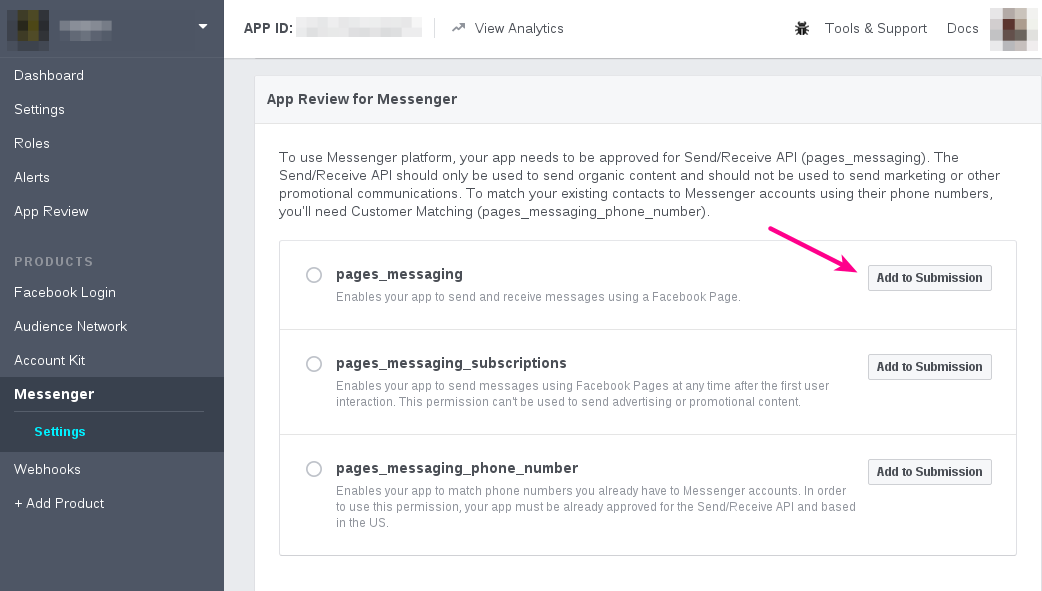 APP ID:
View Analytics
Tools & Support
Docs
Dashboard
Settings
Roles
Alerts
App Review
PRODUCTS
Facebook Login
Audience Network
Account Kit
Messenger
Settings
Webhooks
+ Add Product
App Review for Messenger
To use Messenger platform, your app needs to be approved for Send/Receive API (pages_messaging). The
Send/Receive API should only be used to send organic content and should not be used to send marketing or other
promotional communications. To match your existing contacts to Messenger accounts using their phone numbers,
you'll need Customer Matching (pages_messaging_phone_number).
pages_messaging
Add to Submission
Enables your app to send and receive messages using a Facebook Page.
pages_messaging_subscriptions
Add to Submission
Enables your app to send messages using Facebook Pages at any time after the first user
interaction. This permission can't be used to send advertising or promotional content.
pages_messaging_phone_number
Add to Submission
Enables your app to match phone numbers you already have to Messenger accounts. In order
to use this permission, your app must be already approved for the Send/Receive API and based
in the US.